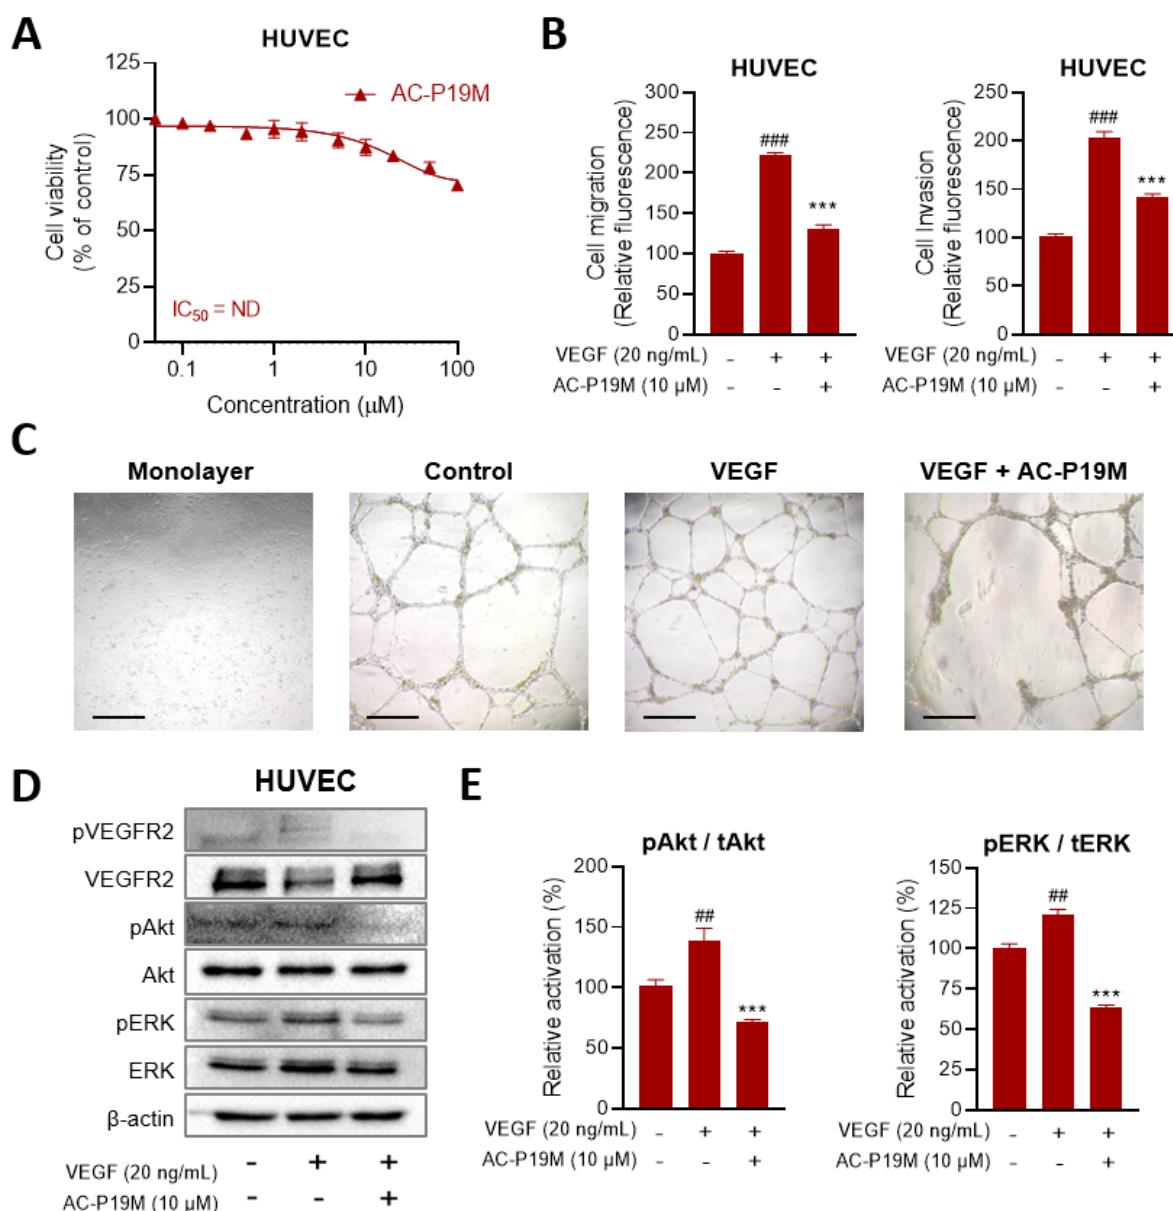 A
HUVEC
Cell viability
(% of control)
125
100
75
50
25
0
AC-P19M
IC50 = ND
0.1 1 10 100
Concentration (μM)
B
HUVEC
Cell migration
(Relative fluorescence)
300
250
200
150
100
50
0
###
***
VEGF (20 ng/mL) - + +
AC-P19M (10 μM) - - +
HUVEC
Cell Invasion
(Relative fluorescence)
250
200
150
100
50
0
###
***
VEGF (20 ng/mL) - + +
AC-P19M (10 μM) - - +
C
Monolayer Control VEGF VEGF + AC-P19M
D
HUVEC
pVEGFR2
VEGFR2
pAkt
Akt
pERK
ERK
β-actin
VEGF (20 ng/mL) - + +
AC-P19M (10 μM) - - +
E
pAkt / tAkt
Relative activation (%)
200
150
100
50
0
##
***
VEGF (20 ng/mL) - + +
AC-P19M (10 μM) - - +
pERK / tERK
Relative activation (%)
150
125
100
75
50
25
0
##
***
VEGF (20 ng/mL) - + +
AC-P19M (10 μM) - - +